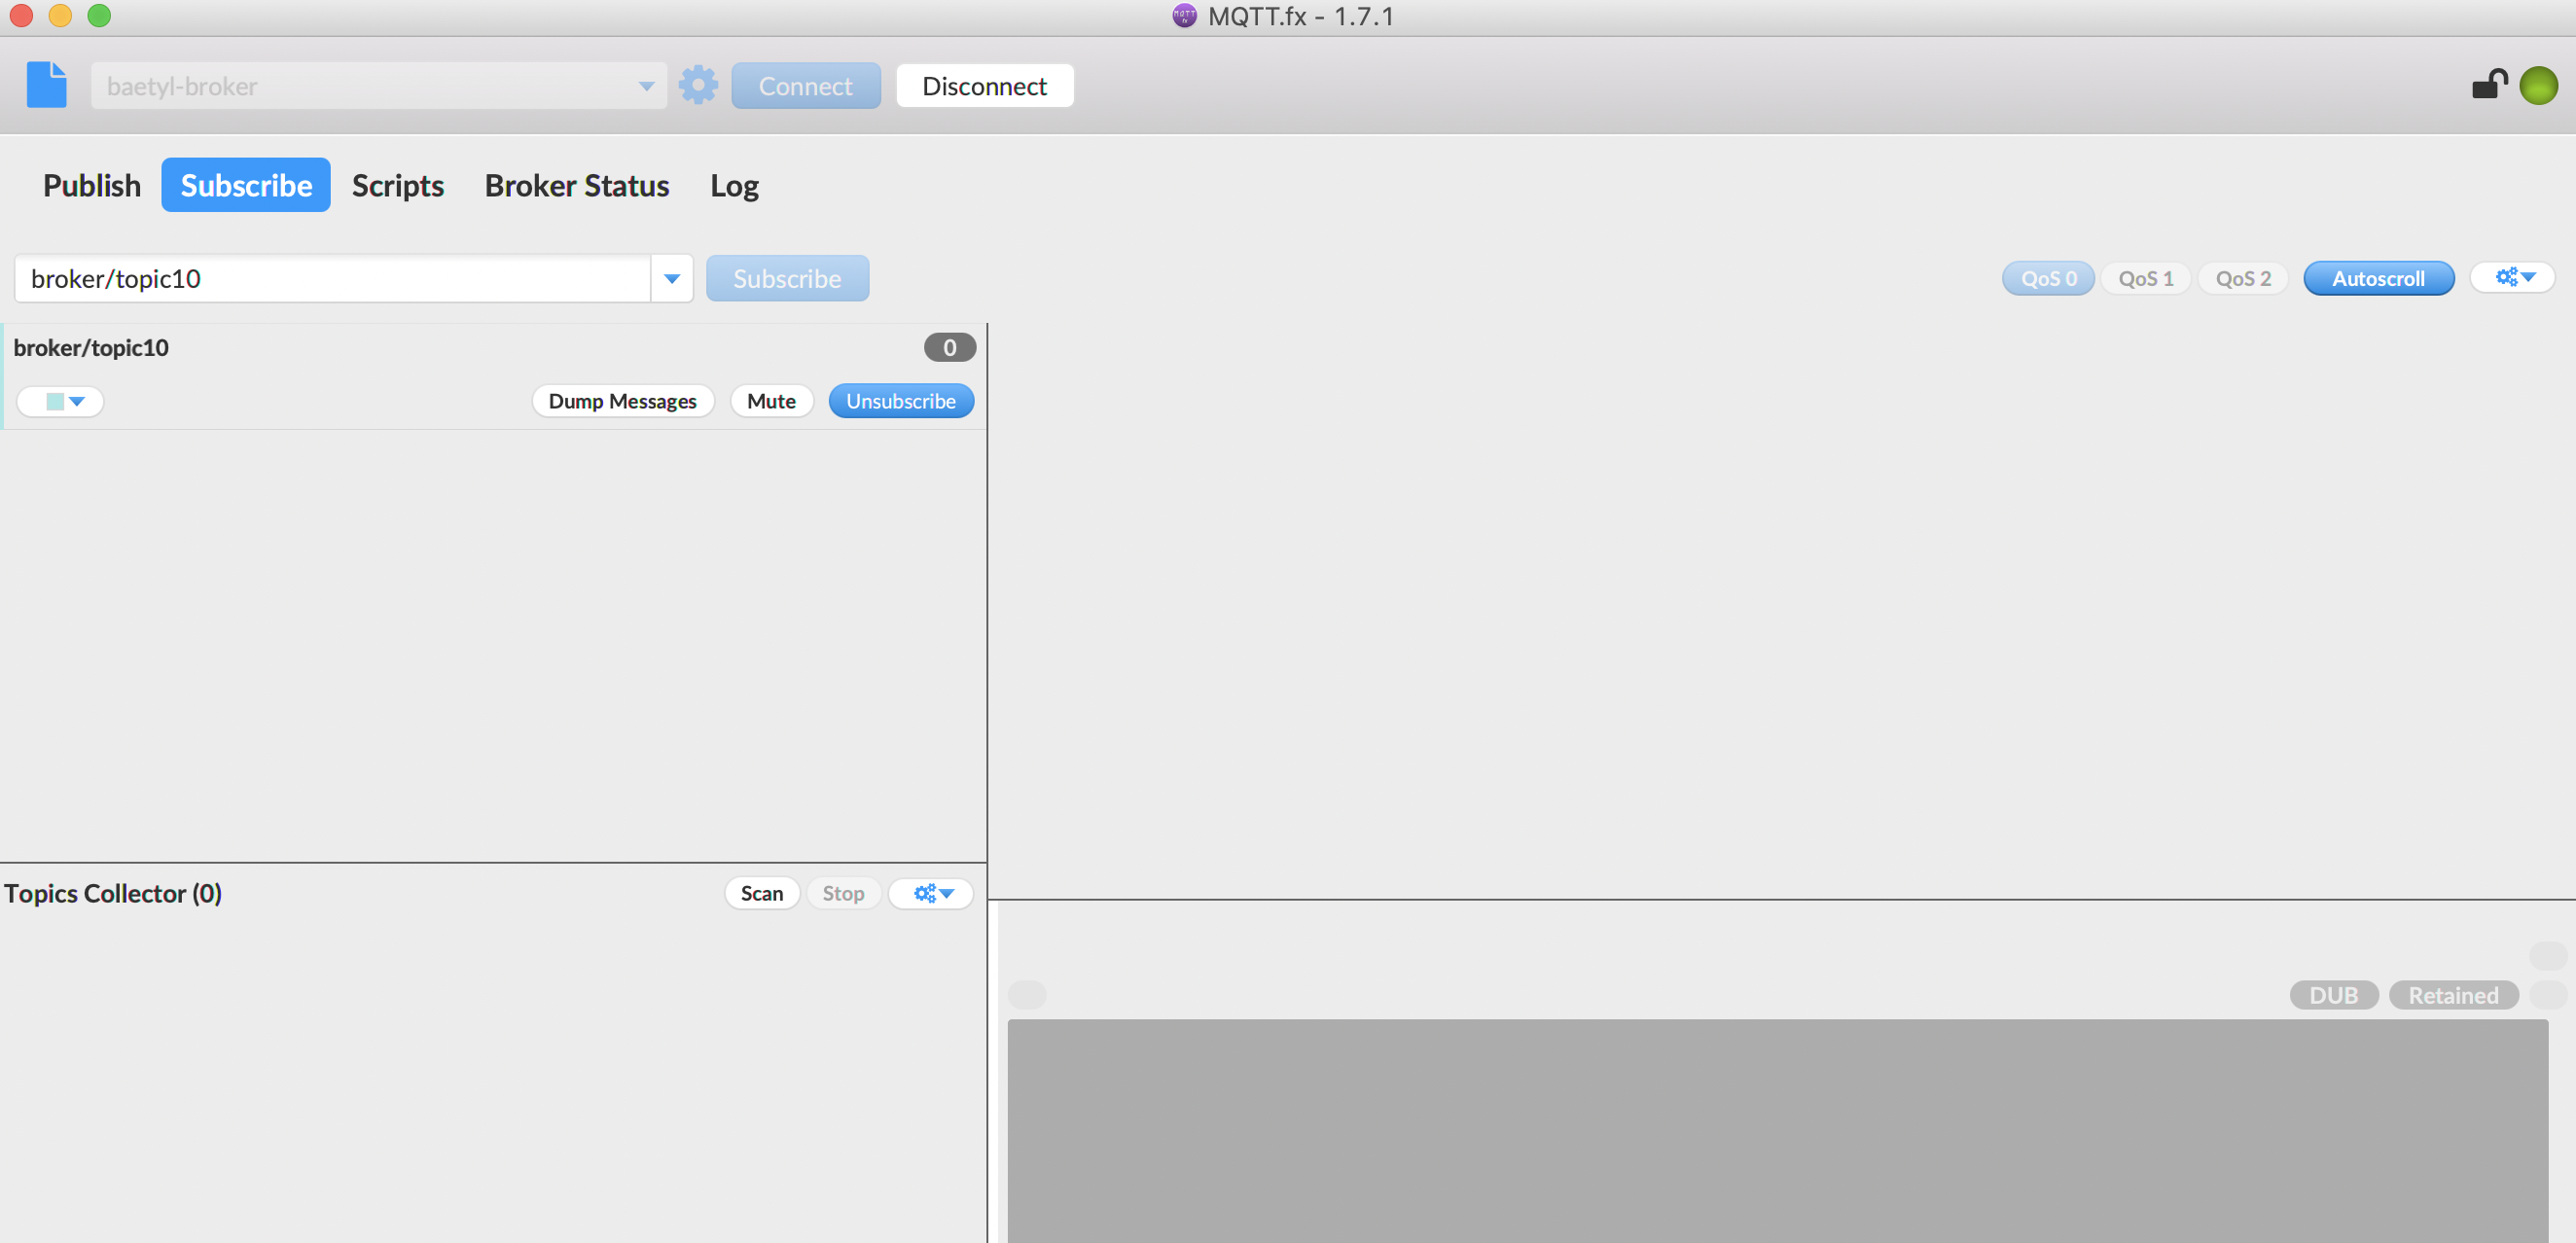 MQTT.fx - 1.7.1
baetyl-broker Connect Disconnect
Publish Subscribe Scripts Broker Status Log
broker/topic10 Subscribe QoS 0 QoS 1 QoS 2 Autoscroll
broker/topic10 0
Dump Messages Mute Unsubscribe
Topics Collector (0) Scan Stop
DUB Retained